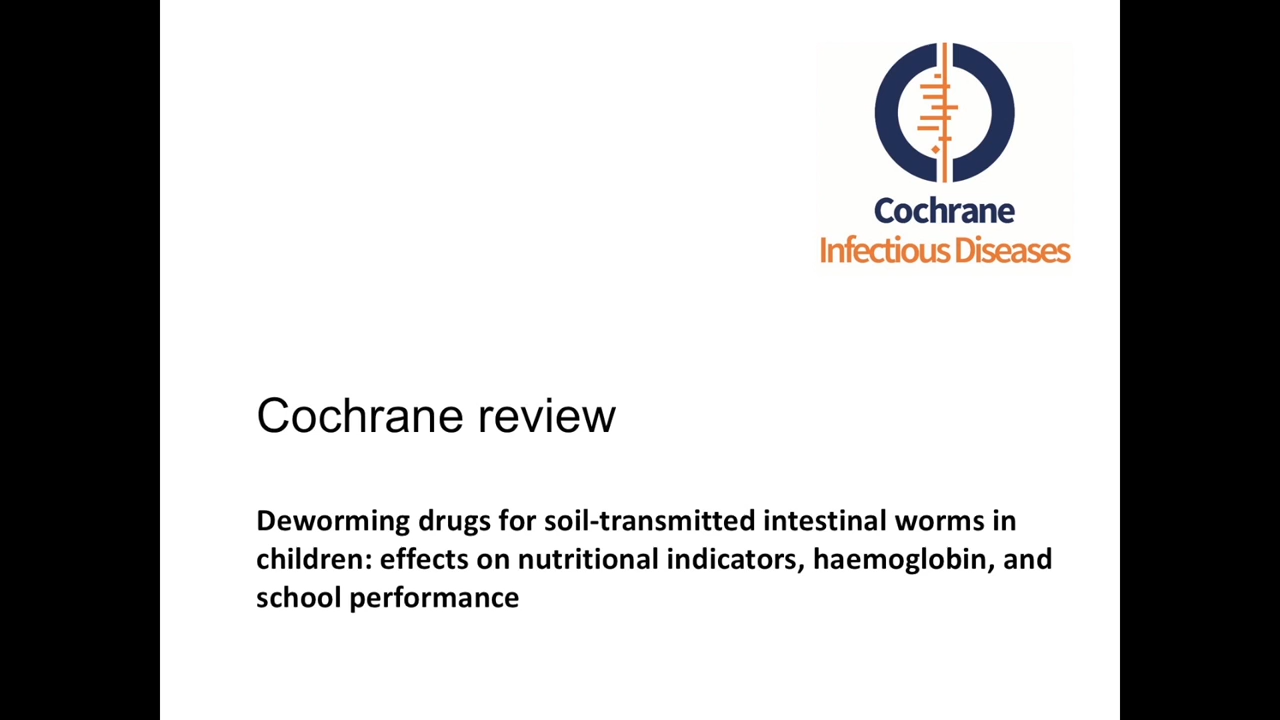 Cochrane
Infectious Diseases
Cochrane review
Deworming drugs for soil-transmitted intestinal worms in
children: effects on nutritional indicators, haemoglobin, and
school performance